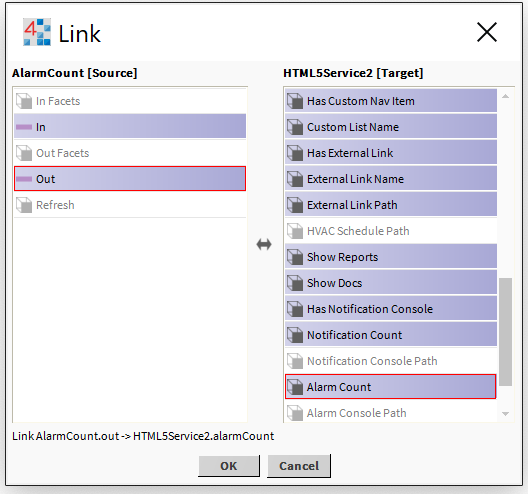 Link
AlarmCount [Source]
HTML5Service2 [Target]
In Facets
In
Out Facets
Out
Refresh
Has Custom Nav Item
Custom List Name
Has External Link
External Link Name
External Link Path
HVAC Schedule Path
Show Reports
Show Docs
Has Notification Console
Notification Count
Notification Console Path
Alarm Count
Alarm Console Path
Link AlarmCount.out -> HTML5Service2.alarmCount
OK
Cancel